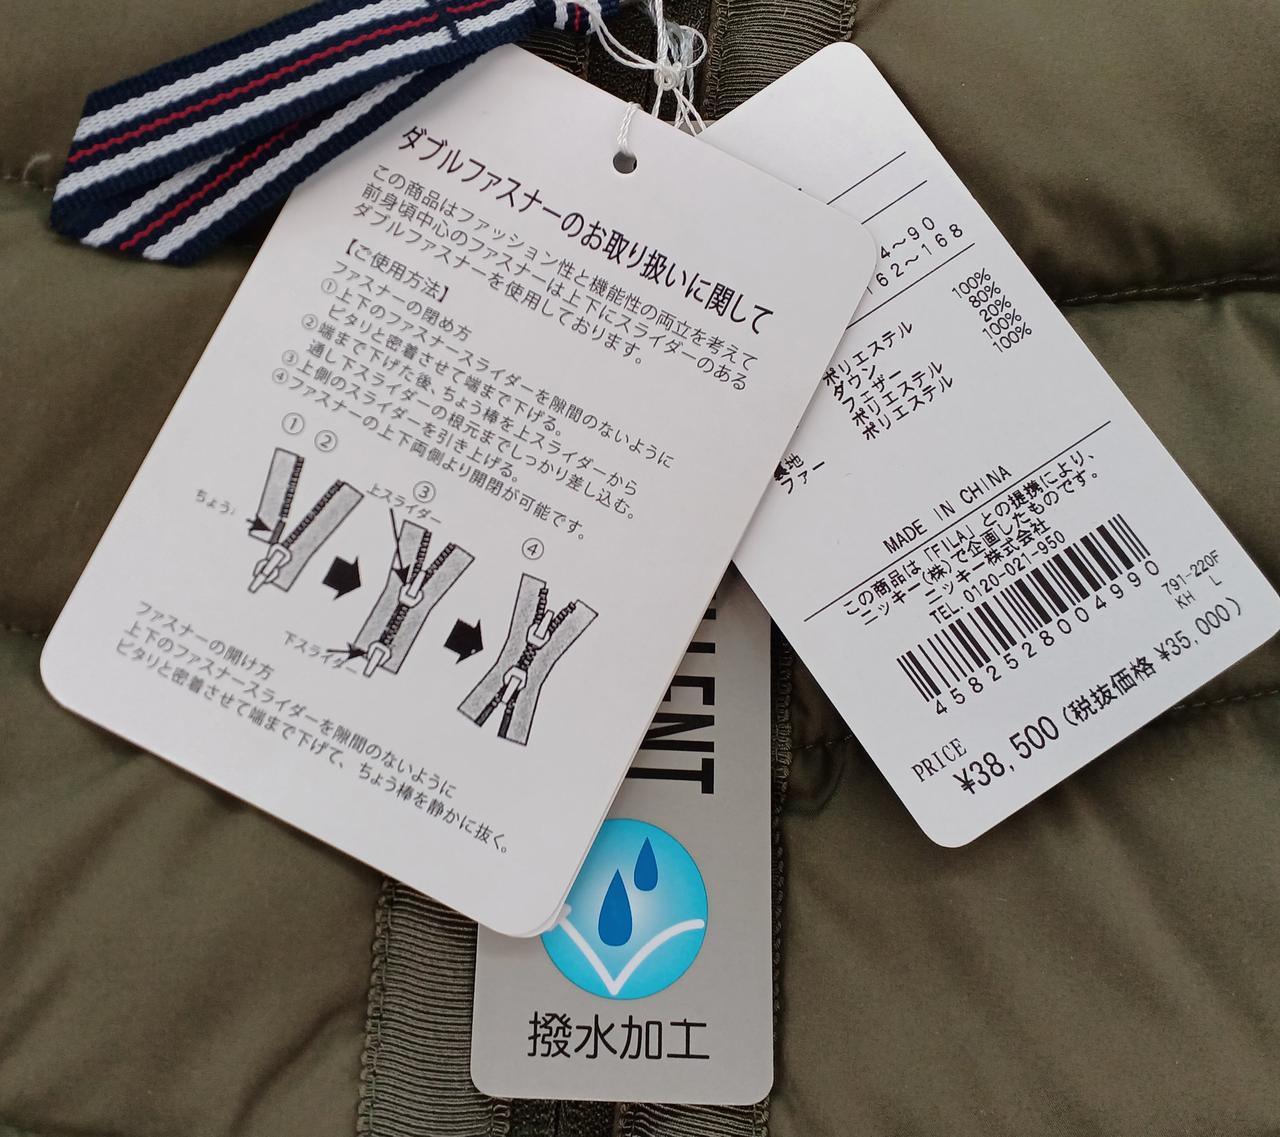 ダブルファスナーのお取り扱いに関して
この商品はファッション性と機能性の両立を考えて
前身頃中心のファスナーは上下にスライダーのある
ダブルファスナーを使用しております。
【ご使用方法】
ファスナーの閉め方
①上下のファスナースライダーを隙間のないように
ピタリと密着させて端まで下げる。
②端まで下げた後、ちょう棒を上スライダーから
通し下スライダーの根元までしっかり差し込む。
③上側のスライダーを引き上げる。
④ファスナーの上下両側より開閉が可能です。
① ②
③
④
ちょう
上スライダー
下スライダー
ファスナーの開け方
上下のファスナースライダーを隙間のないように
ピタリと密着させて端まで下げて、ちょう棒を静かに抜く。
4～90
162～168
ポリエステル 100%
ダウン 80%
フェザー 20%
ポリエステル 100%
ポリエステル 100%
裏地
ファー
MADE IN CHINA
この商品は、「FILA」との提携により、
ニッキー(株)で企画したものです。
ニッキー株式会社
TEL.0120-021-950
4582528004990
791-220F
KH L
PRICE
¥38,500 (税抜価格 ¥35,000)
LLENT
撥水加工